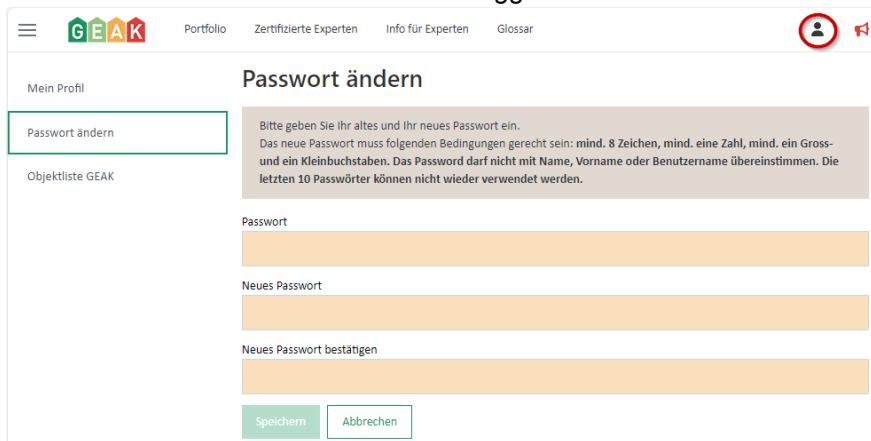 GEAK
Portfolio Zertifizierte Experten Info für Experten Glossar
Mein Profil
Passwort ändern
Objektliste GEAK
Passwort ändern
Bitte geben Sie Ihr altes und Ihr neues Passwort ein.
Das neue Passwort muss folgenden Bedingungen gerecht sein: mind. 8 Zeichen, mind. eine Zahl, mind. ein Gross-
und ein Kleinbuchstaben. Das Password darf nicht mit Name, Vorname oder Benutzername übereinstimmen. Die
letzten 10 Passwörter können nicht wieder verwendet werden.
Passwort
Neues Passwort
Neues Passwort bestätigen
Speichern Abbrechen